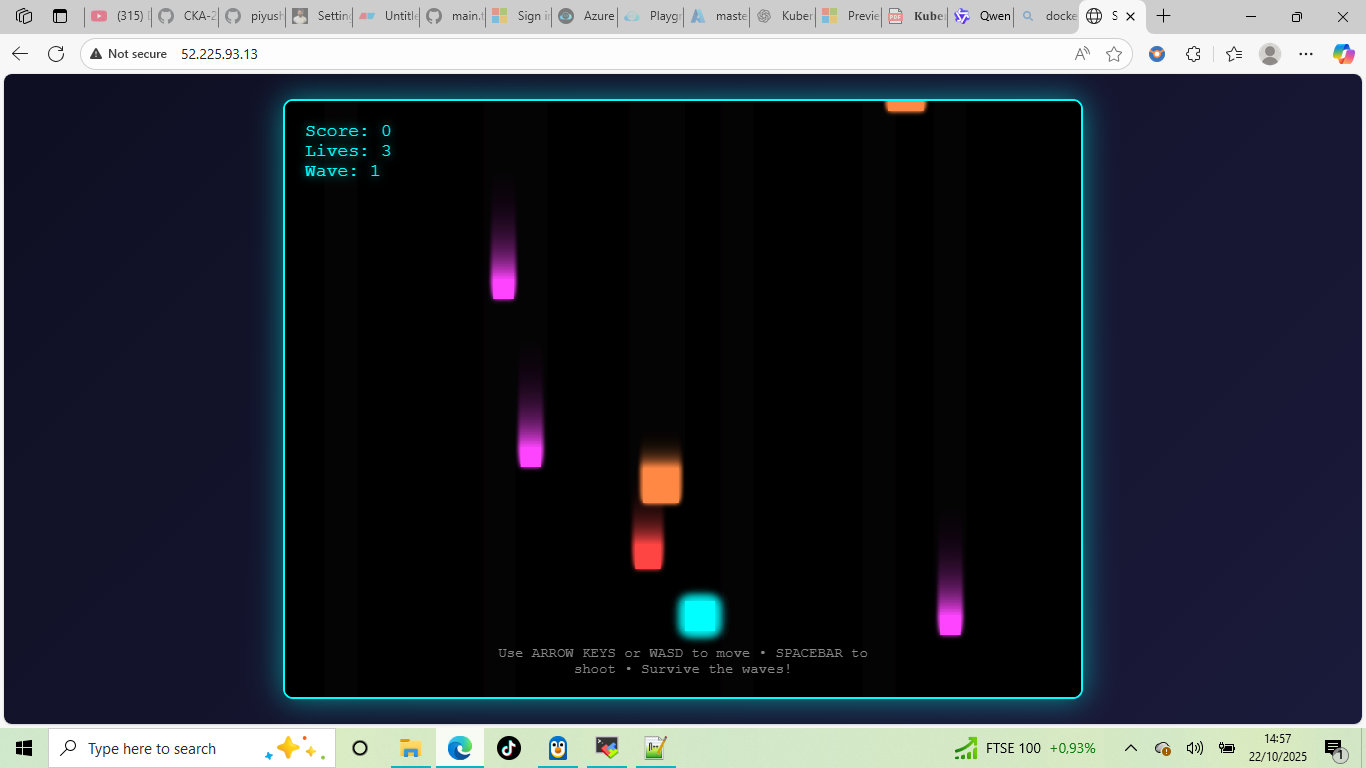 (315)
CKA-2
piyush
Setting
Untitle
main.t
Sign i
Azure
Playgr
maste
Kuber
Previe
Kube
Qwen
docke
S
Not secure
52.225.93.13
Score: 0
Lives: 3
Wave: 1
Use ARROW KEYS or WASD to move • SPACEBAR to
shoot • Survive the waves!
Type here to search
FTSE 100 +0,93%
14:57
22/10/2025
1